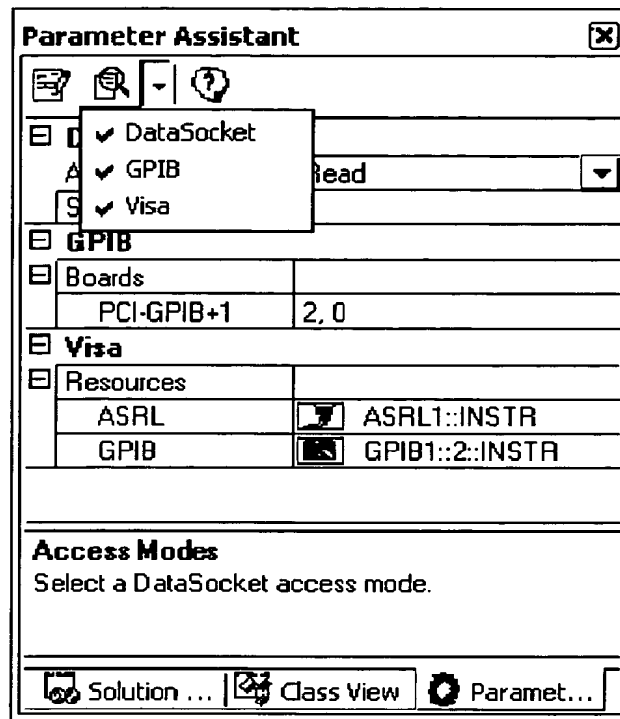 Parameter Assistant
DataSocket
GPIB
Visa
Read
GPIB
Boards
PCI-GPIB+1 2, 0
Visa
Resources
ASRL ASRL1::INSTR
GPIB GPIB1::2::INSTR
Access Modes
Select a DataSocket access mode.
Solution ... Class View Paramet...